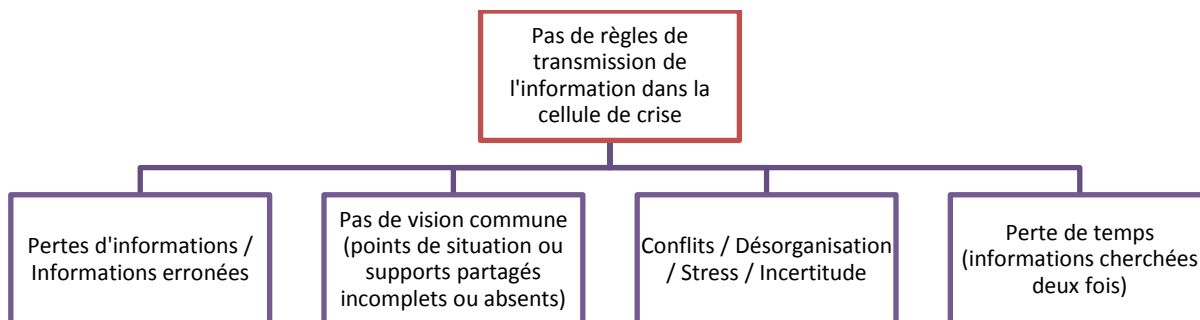 Pas de règles de
transmission de
l'information dans la
cellule de crise
Pertes d'informations /
Informations erronées
Pas de vision commune
(points de situation ou
supports partagés
incomplets ou absents)
Conflits / Désorganisation
/ Stress / Incertitude
Perte de temps
(informations cherchées
deux fois)